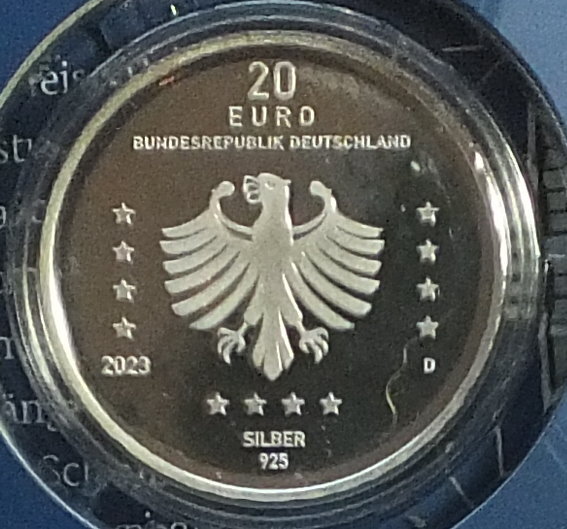 20
EURO
BUNDESREPUBLIK DEUTSCHLAND
2023 D
SILBER
925